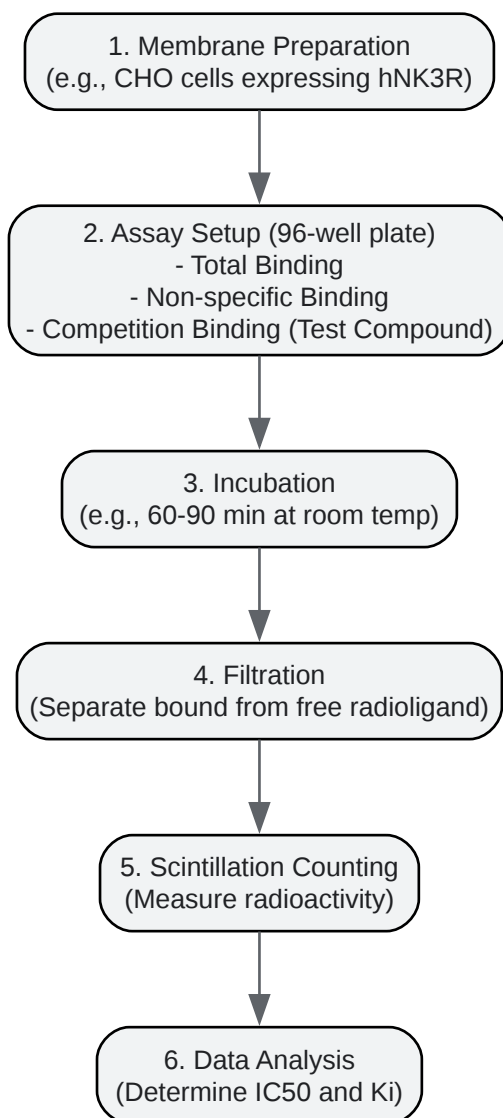 1. Membrane Preparation
(e.g., CHO cells expressing hNK3R)
2. Assay Setup (96-well plate)
- Total Binding
- Non-specific Binding
- Competition Binding (Test Compound)
3. Incubation
(e.g., 60-90 min at room temp)
4. Filtration
(Separate bound from free radioligand)
5. Scintillation Counting
(Measure radioactivity)
6. Data Analysis
(Determine IC50 and Ki)